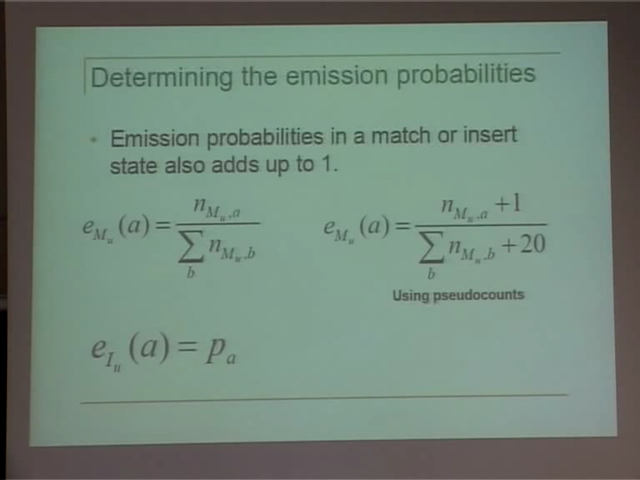 Determining the emission probabilities
• Emission probabilities in a match or insert
state also adds up to 1.
e_{M_u}(a) = \frac{n_{M_u,a}}{\sum_b n_{M_u,b}}
e_{M_u}(a) = \frac{n_{M_u,a} + 1}{\sum_b n_{M_u,b} + 20}
Using pseudocounts
e_{I_u}(a) = p_a